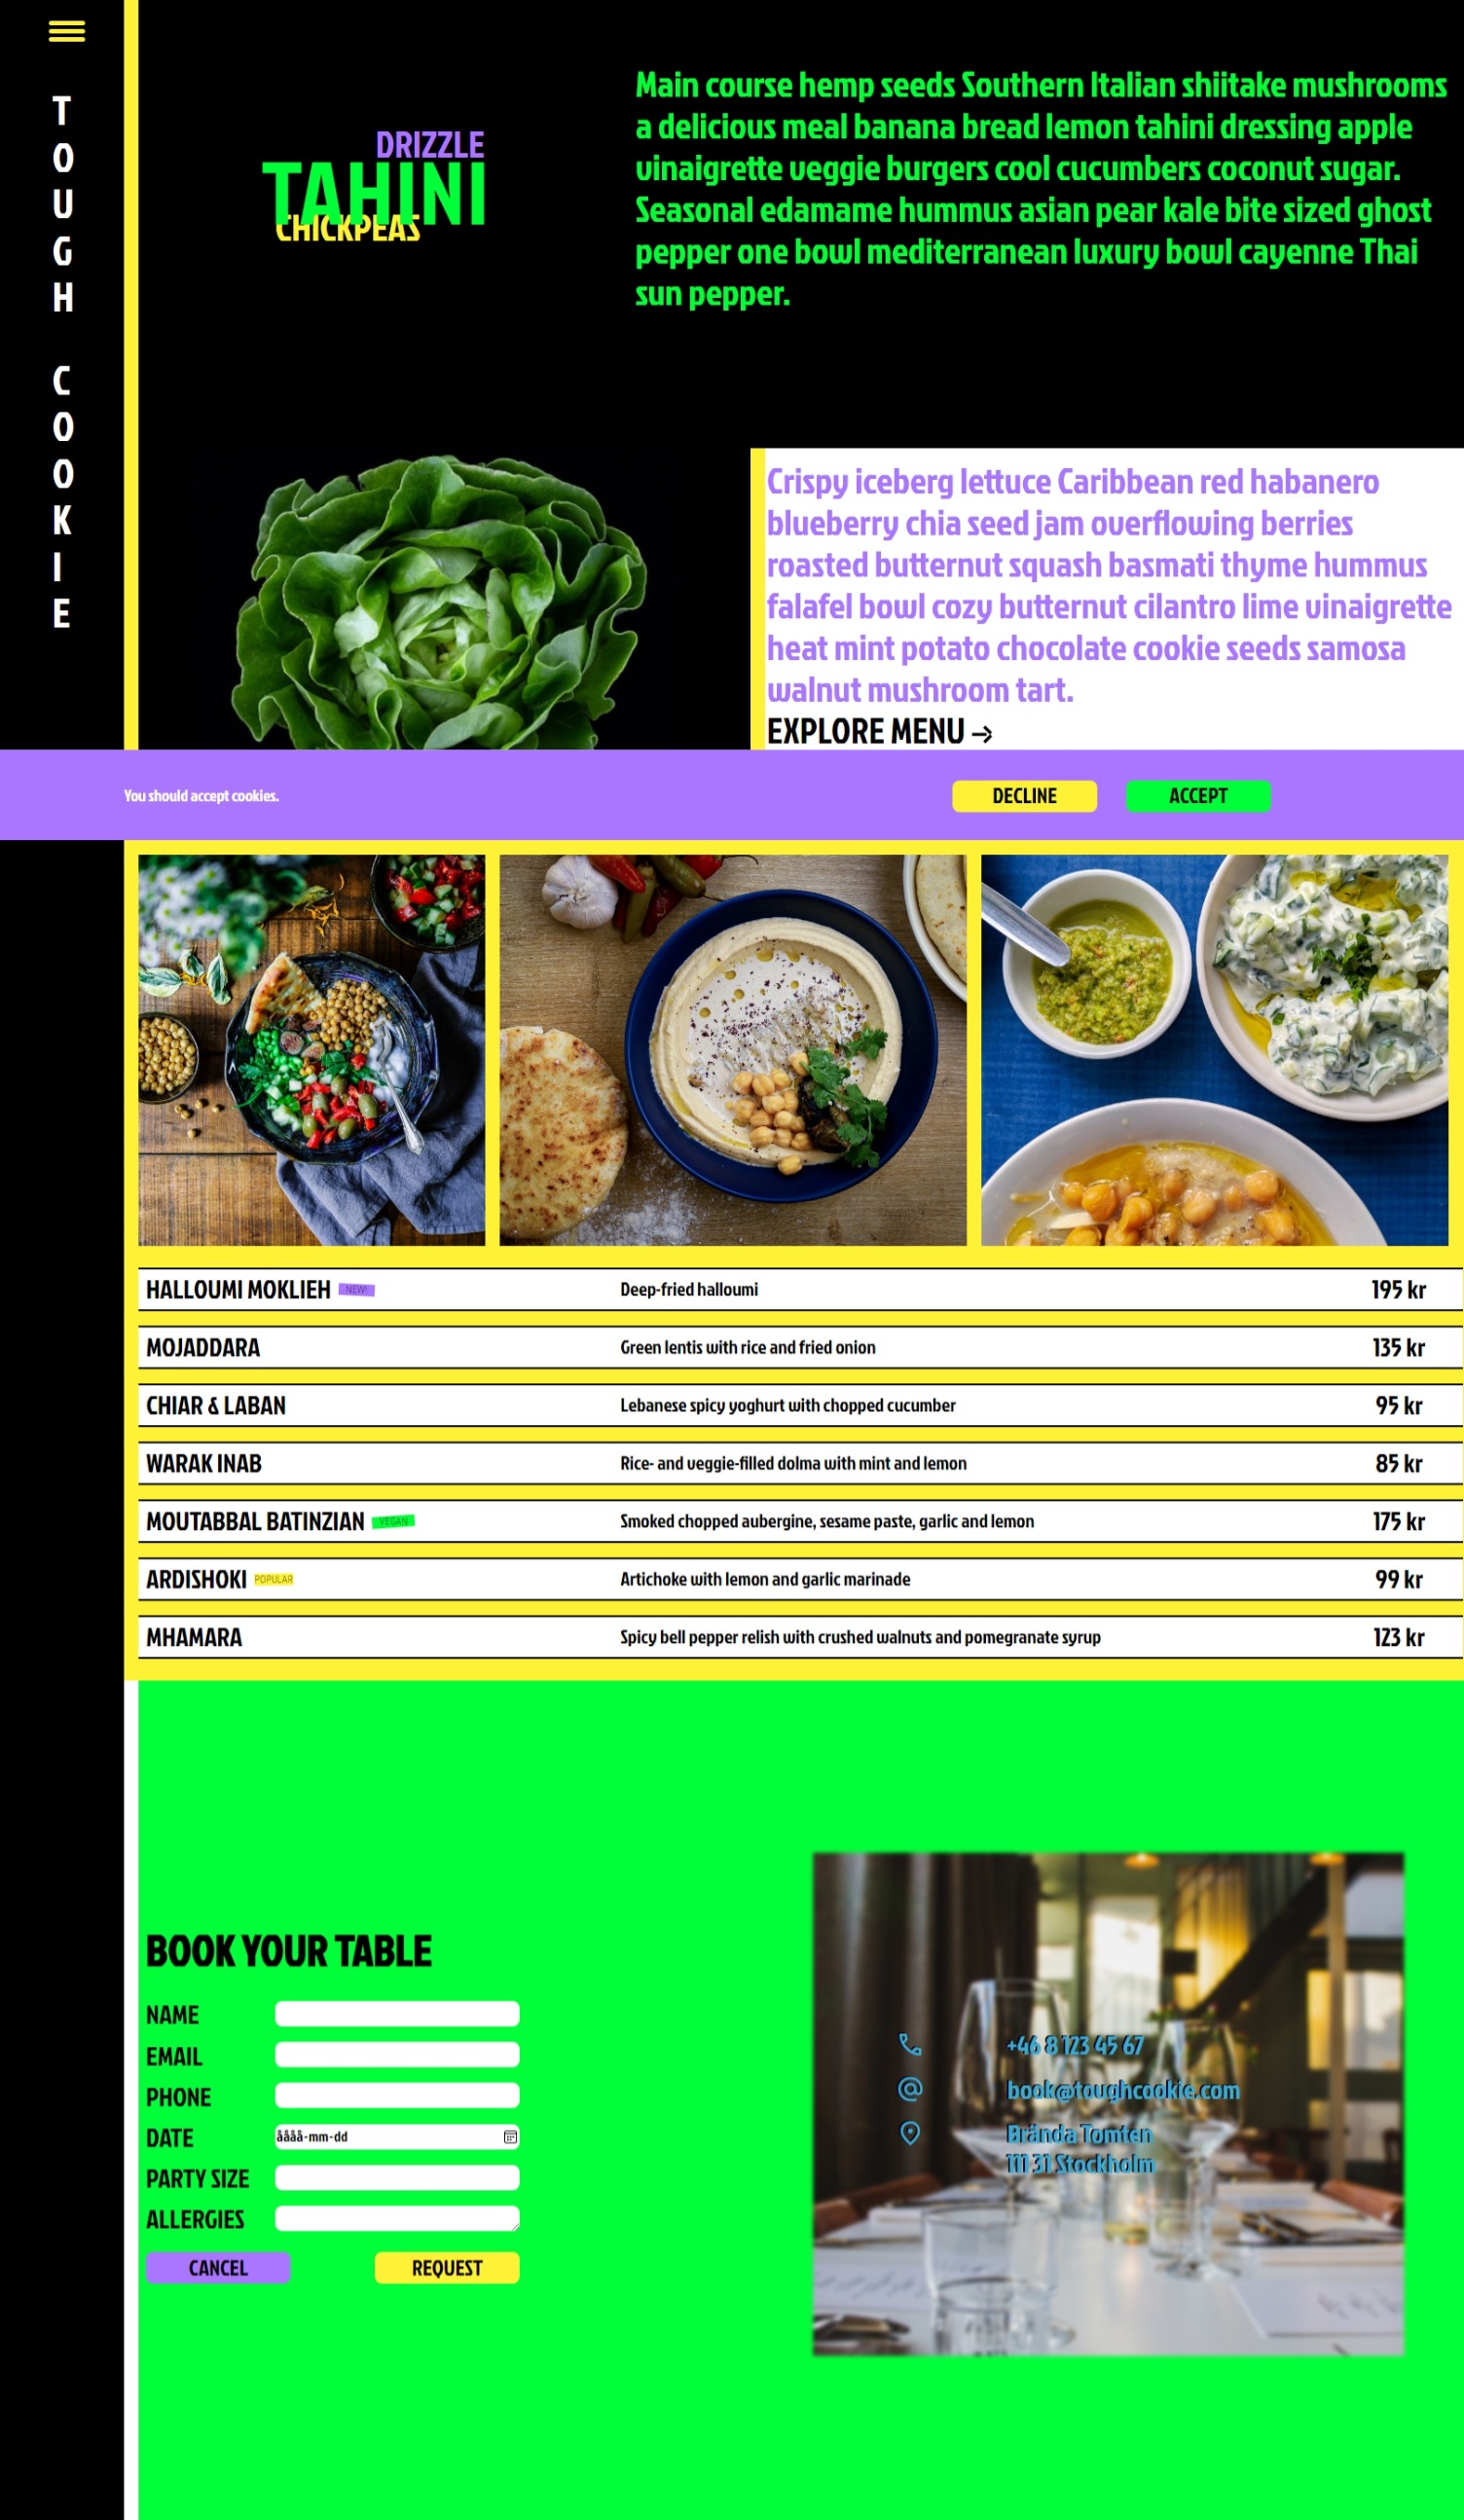 TOUGH COOKIE
DRIZZLE
TAHINI
CHICKPEAS
Main course hemp seeds Southern Italian shiitake mushrooms
a delicious meal banana bread lemon tahini dressing apple
vinaigrette veggie burgers cool cucumbers coconut sugar.
Seasonal edamame hummus asian pear kale bite sized ghost
pepper one bowl mediterranean luxury bowl cayenne Thai
sun pepper.
Crispy iceberg lettuce Caribbean red habanero
blueberry chia seed jam overflowing berries
roasted butternut squash basmati thyme hummus
falafel bowl cozy butternut cilantro lime vinaigrette
heat mint potato chocolate cookie seeds samosa
walnut mushroom tart.
EXPLORE MENU →
You should accept cookies.
DECLINE
ACCEPT
HALLOUMI MOKLIEH NEW! Deep-fried halloumi 195 kr
MOJADDARA Green lentis with rice and fried onion 135 kr
CHIAR & LABAN Lebanese spicy yoghurt with chopped cucumber 95 kr
WARAK INAB Rice- and veggie-filled dolma with mint and lemon 85 kr
MOUTABBAL BATINZIAN VEGAN Smoked chopped aubergine, sesame paste, garlic and lemon 175 kr
ARDISHOKI POPULAR Artichoke with lemon and garlic marinade 99 kr
MHAMARA Spicy bell pepper relish with crushed walnuts and pomegranate syrup 123 kr
BOOK YOUR TABLE
NAME
EMAIL
PHONE
DATE åååå-mm-dd
PARTY SIZE
ALLERGIES
CANCEL
REQUEST
+46 8 123 45 67
book@toughcookie.com
Brända Tomten
111 31 Stockholm